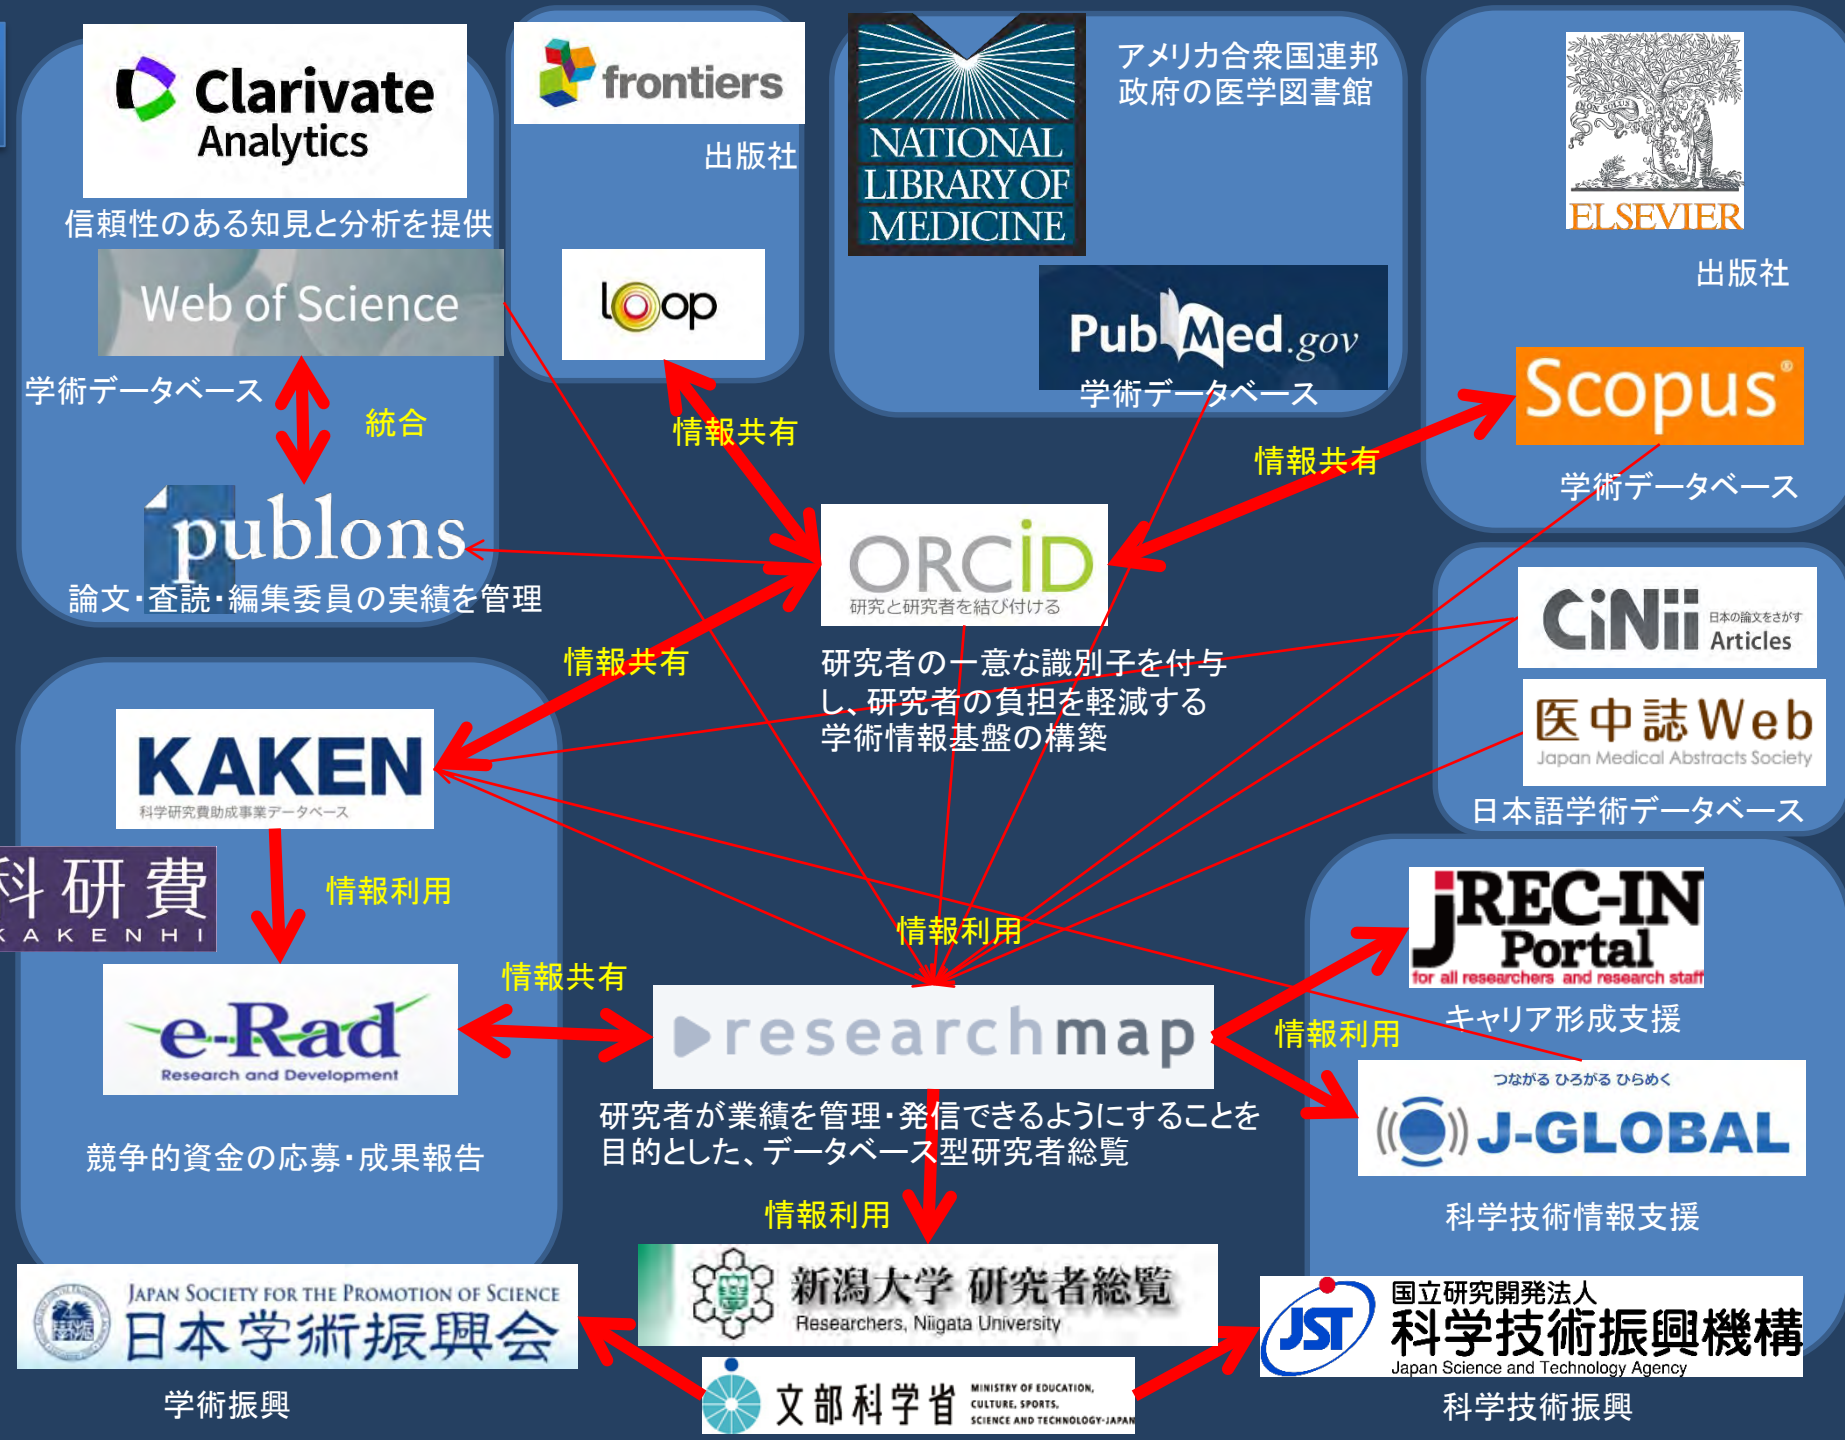 Clarivate
Analytics
信頼性のある知見と分析を提供
Web of Science
学術データベース
統合
publons
論文・査読・編集委員の実績を管理
frontiers
出版社
loop
情報共有
NATIONAL
LIBRARY OF
MEDICINE
アメリカ合衆国連邦
政府の医学図書館
PubMed.gov
学術データベース
ELSEVIER
出版社
Scopus®
学術データベース
情報共有
ORCiD
研究と研究者を結び付ける
研究者の一意な識別子を付与
し、研究者の負担を軽減する
学術情報基盤の構築
情報共有
CiNii 日本の論文をさがす
Articles
医中誌Web
Japan Medical Abstracts Society
日本語学術データベース
KAKEN
科学研究費助成事業データベース
科研費
KAKENHI
情報利用
e-Rad
Research and Development
競争的資金の応募・成果報告
情報共有
情報利用
researchmap
研究者が業績を管理・発信できるようにすることを
目的とした、データベース型研究者総覧
情報利用
jREC-IN
Portal
for all researchers and research staff
キャリア形成支援
情報利用
つながる ひろがる ひらめく
J-GLOBAL
科学技術情報支援
JAPAN SOCIETY FOR THE PROMOTION OF SCIENCE
日本学術振興会
学術振興
新潟大学 研究者総覧
Researchers, Niigata University
文部科学省
MINISTRY OF EDUCATION,
CULTURE, SPORTS,
SCIENCE AND TECHNOLOGY-JAPAN
JST
国立研究開発法人
科学技術振興機構
Japan Science and Technology Agency
科学技術振興